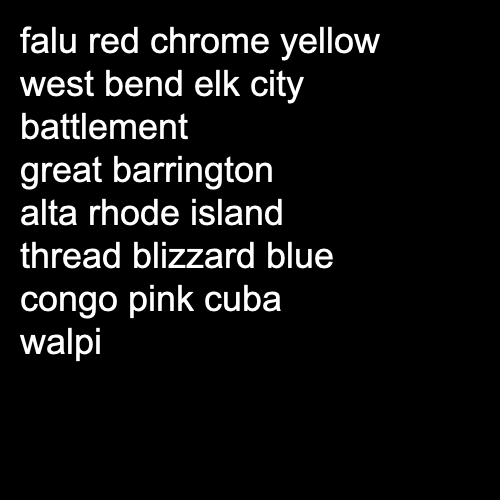 falu red chrome yellow
west bend elk city
battlement
great barrington
alta rhode island
thread blizzard blue
congo pink cuba
walpi